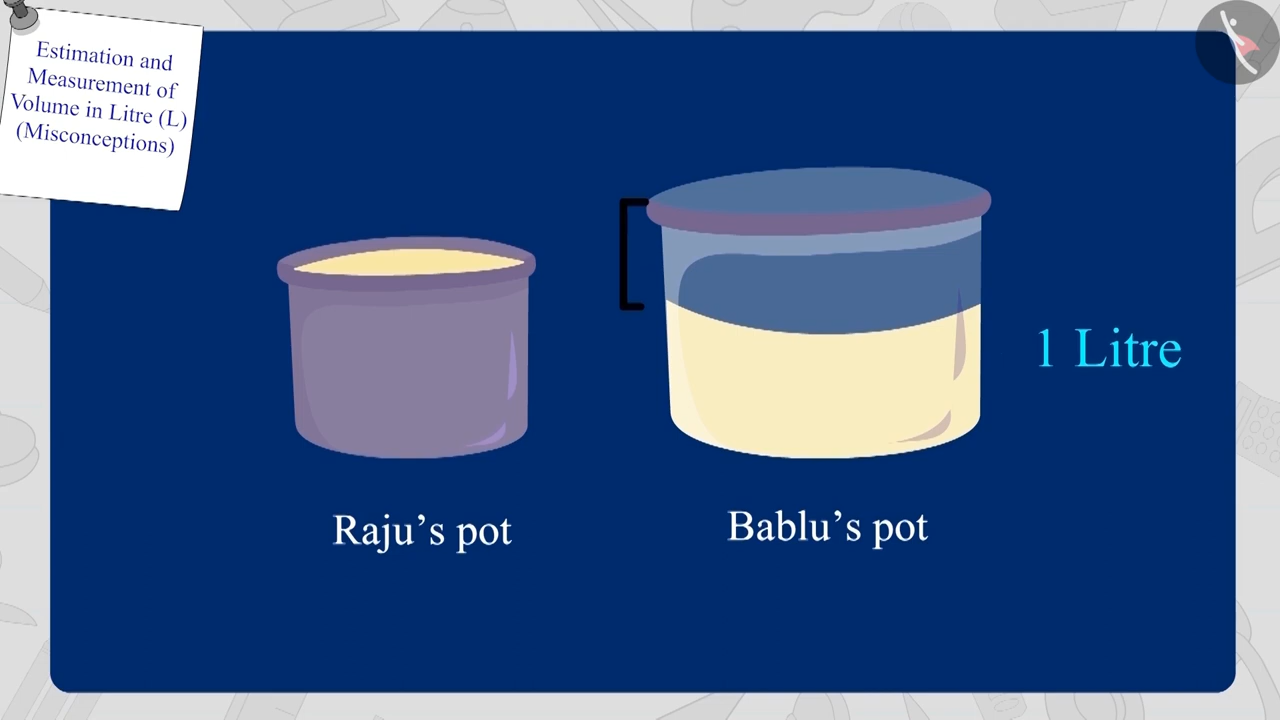 Estimation and
Measurement of
Volume in Litre (L)
(Misconceptions)
1 Litre
Raju’s pot
Bablu’s pot